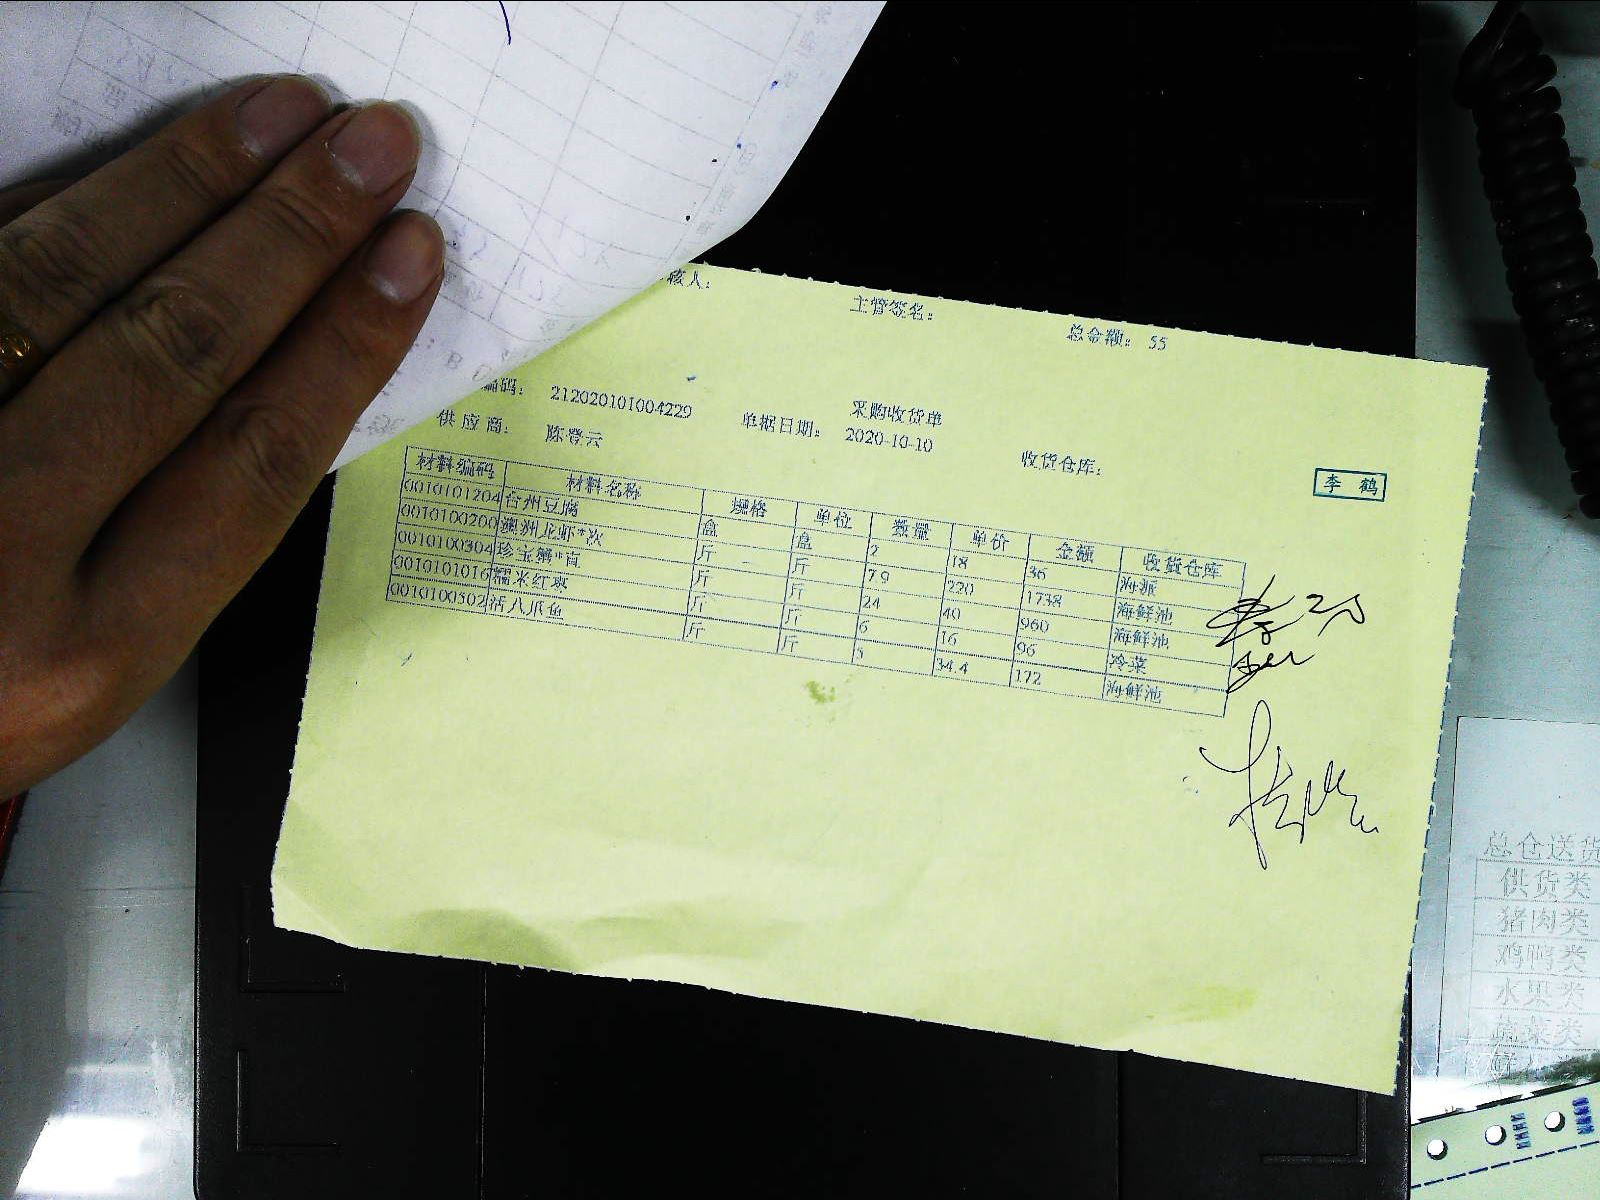 核人：
主管签名：
总金额： 55
编码： 212020101004229
采购收货单
供应商： 陈登云
单据日期： 2020-10-10
收货仓库：
李 鹤
材料编码 材料名称 规格 单位 数量 单价 金额 收货仓库
0010101204 台州豆腐 盒 盒 2 18 36 海派
0010100200 澳洲龙虾*次 斤 斤 7.9 220 1738 海鲜池
0010100304 珍宝蟹*肓 斤 斤 24 40 960 海鲜池
0010101016 糯米红枣 斤 斤 6 16 96 冷菜
0010100302 活八爪鱼 斤 斤 5 34.4 172 海鲜池
总仓送货
供货类
猪肉类
鸡鸭类
水果类
蔬菜类